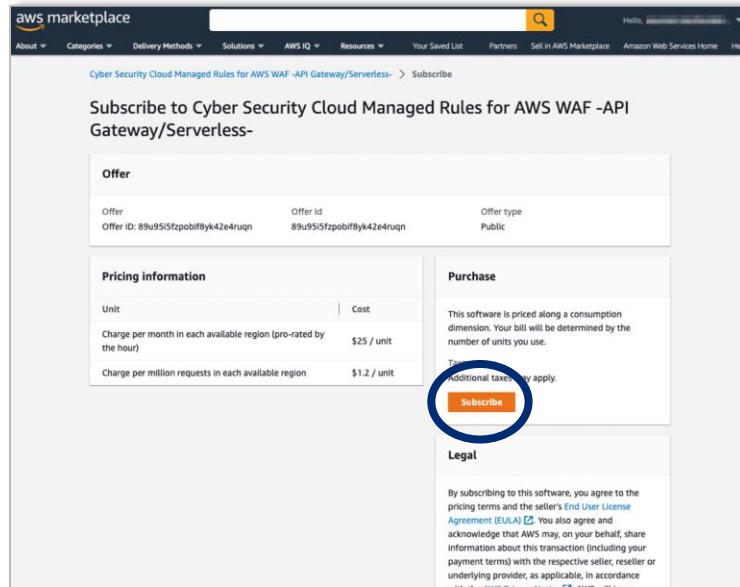 aws marketplace
Hello,
About
Categories
Delivery Methods
Solutions
AWS IQ
Resources
Your Saved List
Partners
Sell in AWS Marketplace
Amazon Web Services Home
Cyber Security Cloud Managed Rules for AWS WAF -API Gateway/Serverless- > Subscribe
Subscribe to Cyber Security Cloud Managed Rules for AWS WAF -API
Gateway/Serverless-
Offer
Offer
Offer Id
Offer type
Offer ID: 89u95i5fzpobif8yk42e4ruqn
89u95i5fzpobif8yk42e4ruqn
Public
Pricing information
Unit
Cost
Charge per month in each available region (pro-rated by
the hour)
$25 / unit
Charge per million requests in each available region
$1.2 / unit
Purchase
This software is priced along a consumption
dimension. Your bill will be determined by the
number of units you use.
Additional taxes may apply.
Subscribe
Legal
By subscribing to this software, you agree to the
pricing terms and the seller's End User License
Agreement (EULA). You also agree and
acknowledge that AWS may, on your behalf, share
information about this transaction (including your
payment terms) with the respective seller, reseller or
underlying provider, as applicable, in accordance